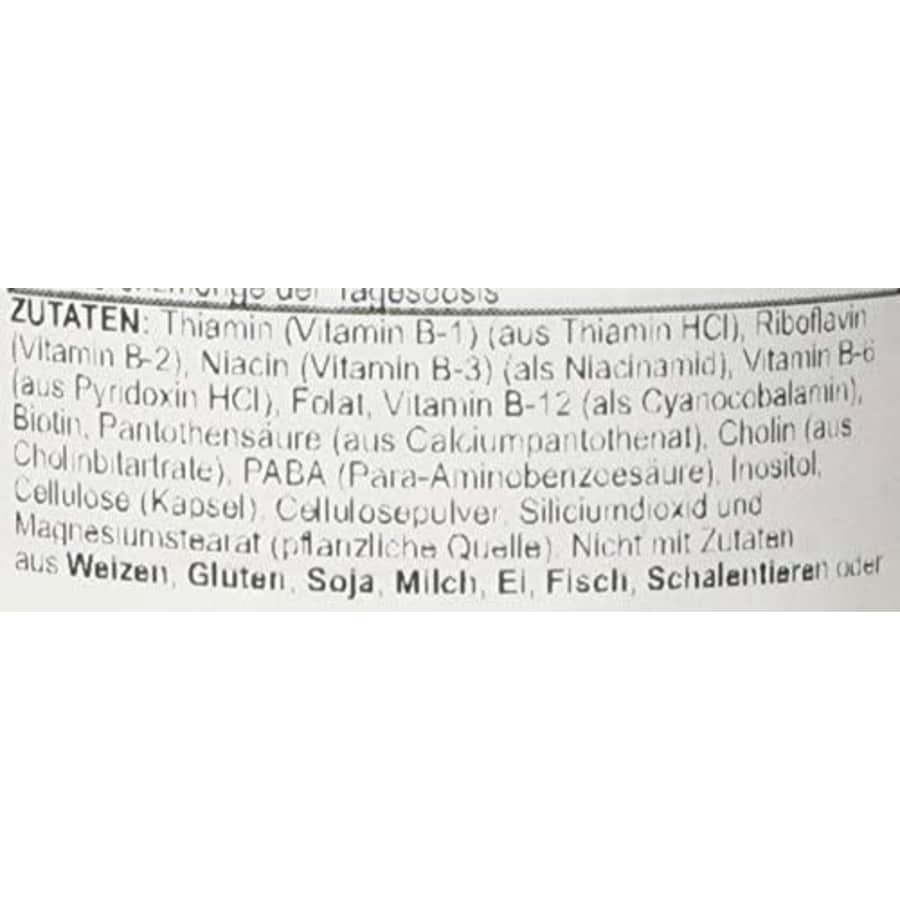 der Tagesdosis
ZUTATEN: Thiamin (Vitamin B-1) (aus Thiamin HCl), Riboflavin
(Vitamin B-2), Niacin (Vitamin B-3) (als Niacinamid), Vitamin B-6
(aus Pyridoxin HCl), Folat, Vitamin B-12 (als Cyanocobalamin),
Biotin, Pantothensäure (aus Calciumpantothenat), Cholin (aus
Cholinbitartrate), PABA (Para-Aminobenzoesäure), Inositol,
Cellulose (Kapsel), Cellulosepulver, Siliciumdioxid und
Magnesiumstearat (pflanzliche Quelle). Nicht mit Zutaten
aus Weizen, Gluten, Soja, Milch, Ei, Fisch, Schalentieren oder